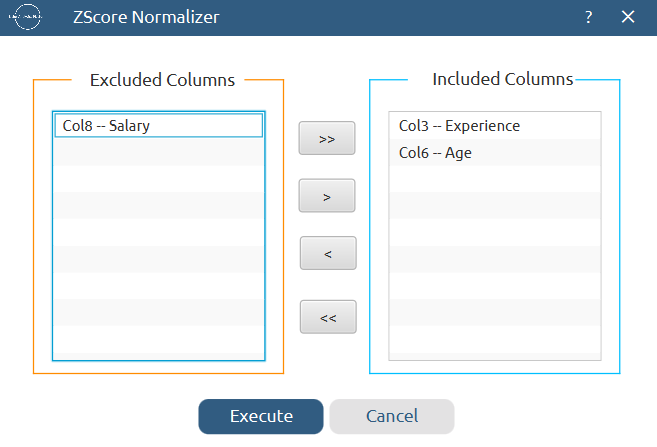 ZScore Normalizer
?
Excluded Columns
Included Columns
Col8 -- Salary
Col3 -- Experience
Col6 -- Age
>>
>
<
<<
Execute
Cancel